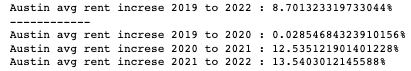 Austin avg rent increse 2019 to 2022 : 8.701323319733044%
------------
Austin avg rent increse 2019 to 2020 : 0.02854684323910156%
Austin avg rent increse 2020 to 2021 : 12.535121901401228%
Austin avg rent increse 2021 to 2022 : 13.5403012145588%